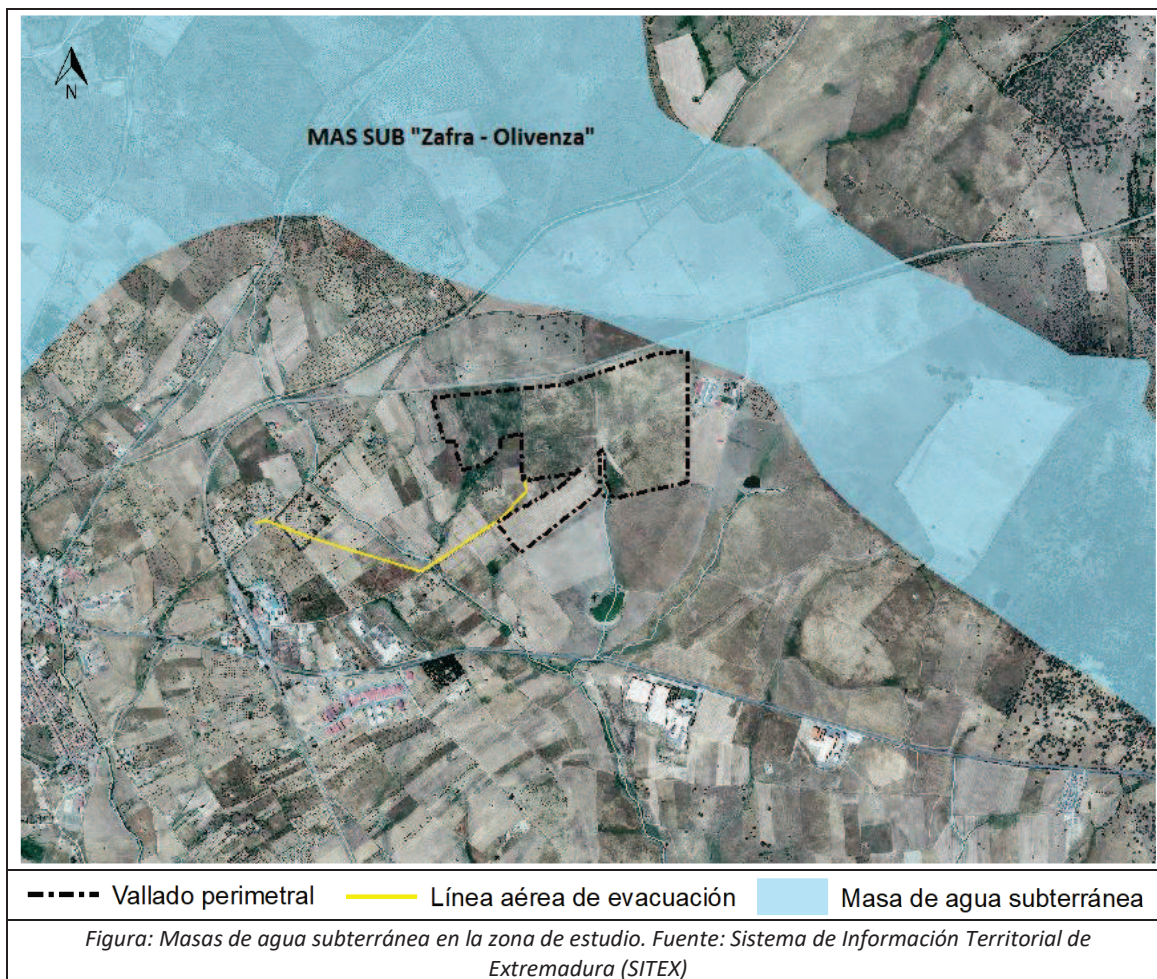 N
MAS SUB "Zafra - Olivenza"
Vallado perimetral
Línea aérea de evacuación
Masa de agua subterránea
Figura: Masas de agua subterránea en la zona de estudio. Fuente: Sistema de Información Territorial de
Extremadura (SITEX)